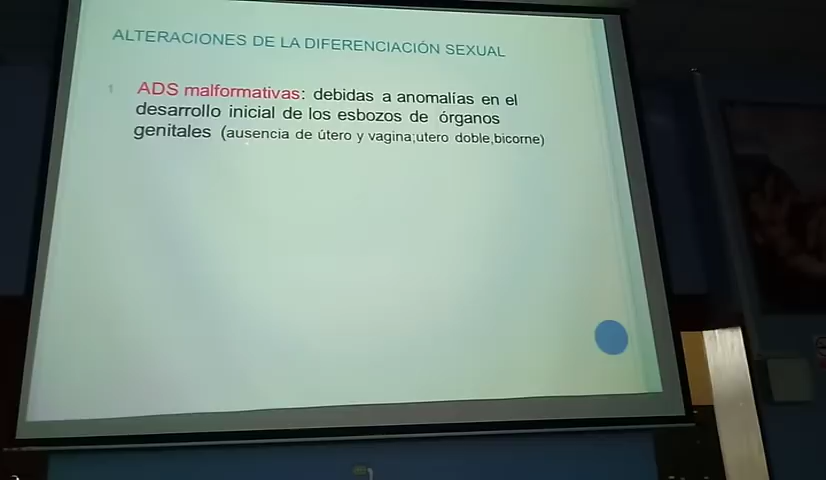 ALTERACIONES DE LA DIFERENCIACIÓN SEXUAL
1 ADS malformativas: debidas a anomalías en el
desarrollo inicial de los esbozos de órganos
genitales (ausencia de útero y vagina;utero doble,bicorne)